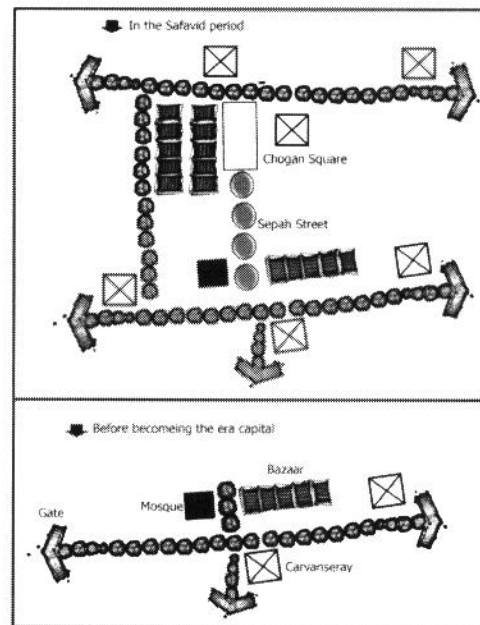 In the Safavid period
Chogan Square
Sepah Street
Before becomeing the era capital
Bazaar
Mosque
Gate
Carvanseray